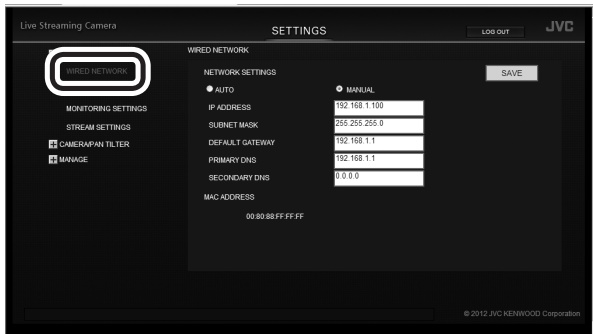 Live Streaming Camera
SETTINGS
LOG OUT
JVC
WIRED NETWORK
WIRED NETWORK
MONITORING SETTINGS
STREAM SETTINGS
CAMERA/PAN TILTER
MANAGE
NETWORK SETTINGS
SAVE
AUTO
MANUAL
IP ADDRESS 192.168.1.100
SUBNET MASK 255.255.255.0
DEFAULT GATEWAY 192.168.1.1
PRIMARY DNS 192.168.1.1
SECONDARY DNS 0.0.0.0
MAC ADDRESS
00:80:88:FF:FF:FF
© 2012 JVC KENWOOD Corporation